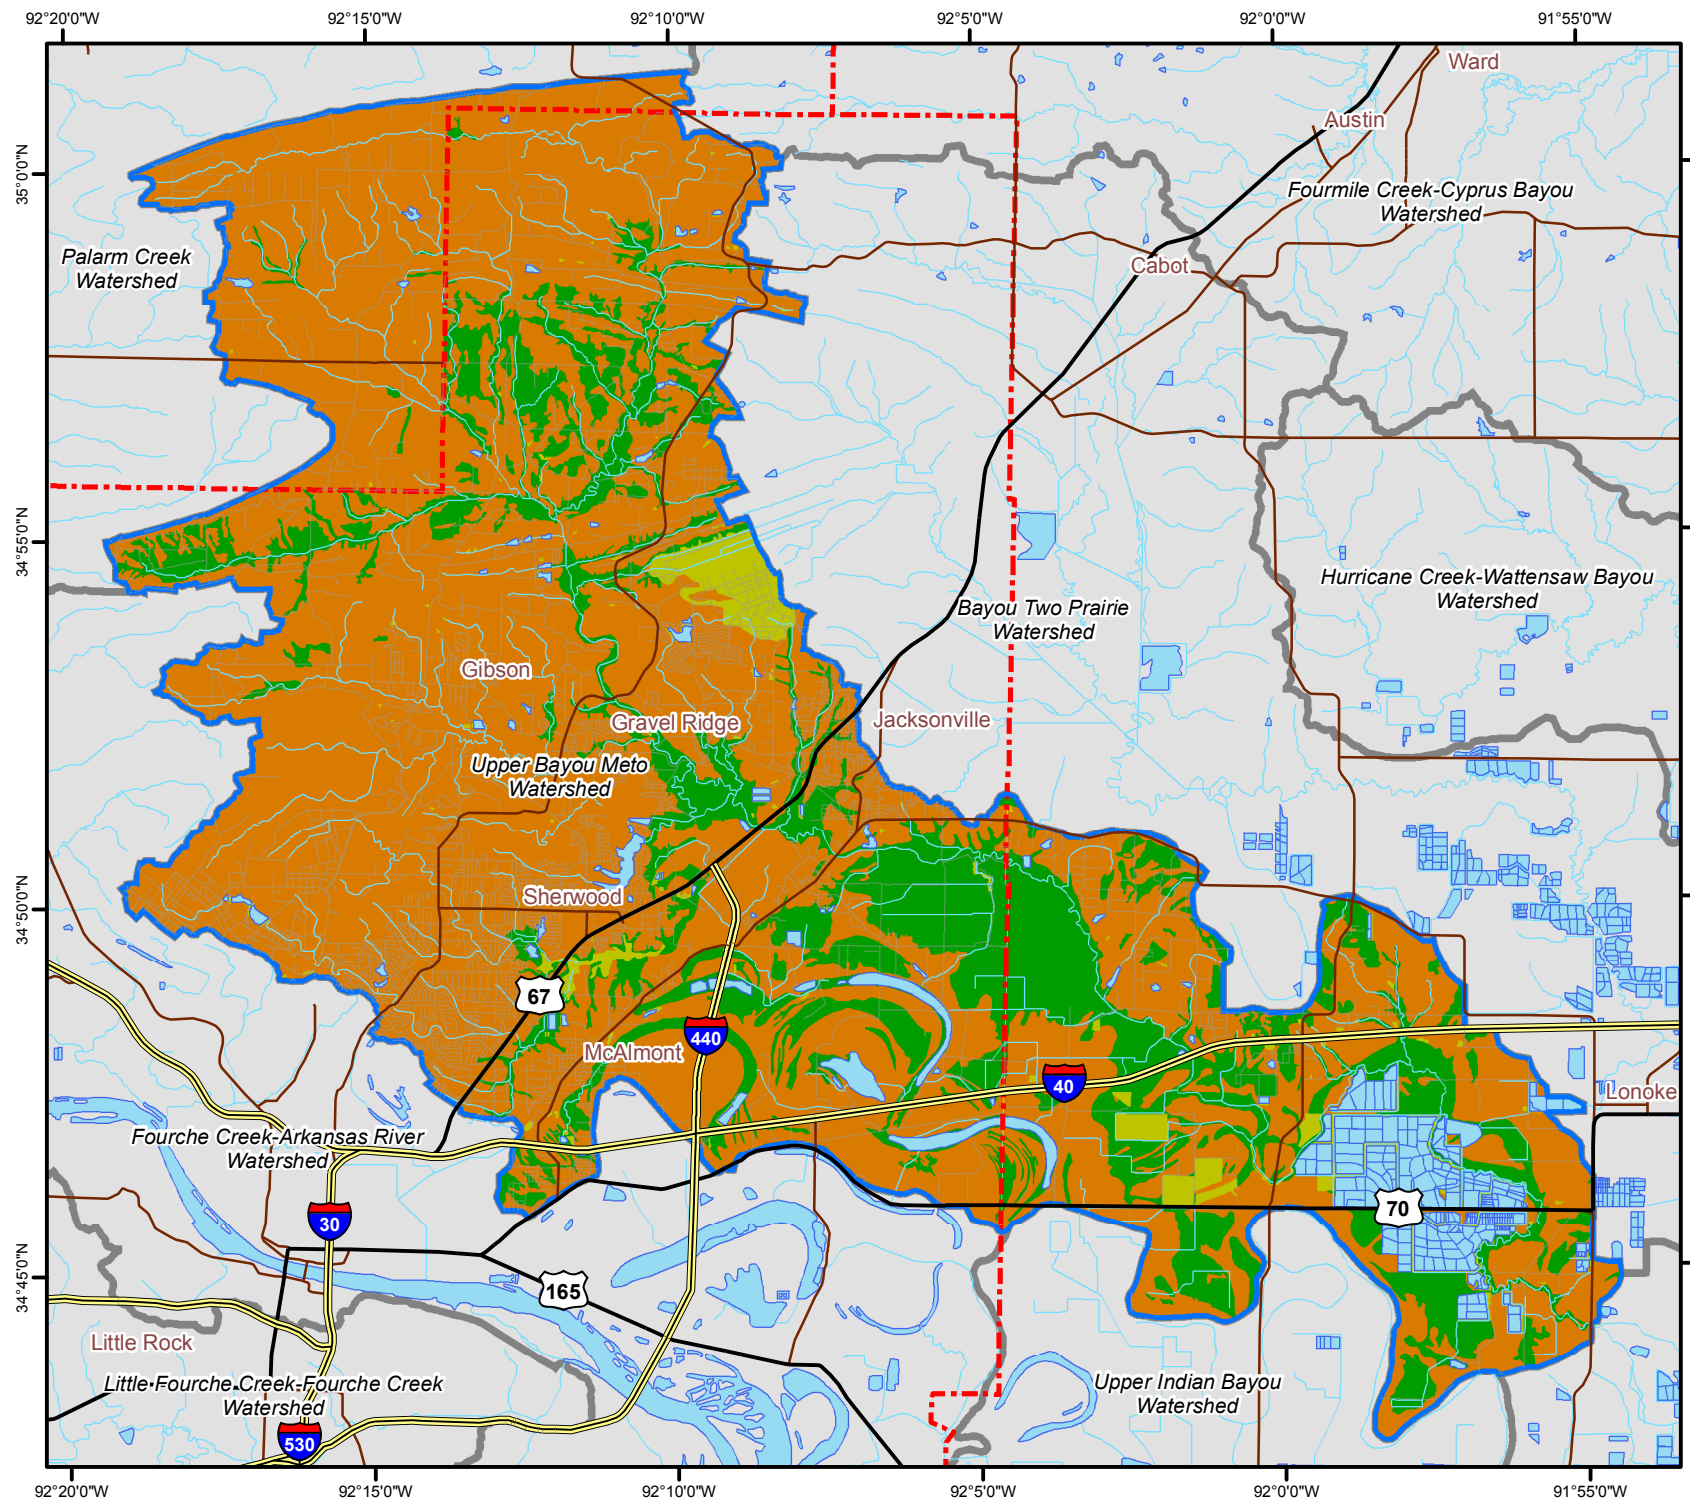 92°20'0"W
92°15'0"W
92°10'0"W
92°5'0"W
92°0'0"W
91°55'0"W
Ward
Austin
35°0'0"N
Fourmile Creek-Cyprus Bayou
Watershed
Palarm Creek
Watershed
Cabot
34°55'0"N
Hurricane Creek-Wattensaw Bayou
Watershed
Bayou Two Prairie
Watershed
Gibson
Gravel Ridge
Jacksonville
Upper Bayou Meto
Watershed
Sherwood
34°50'0"N
67
440
McAlmont
40
Lonoke
Fourche Creek-Arkansas River
Watershed
30
70
34°45'0"N
165
Little Rock
Little Fourche Creek-Fourche Creek
Watershed
Upper Indian Bayou
Watershed
530
92°20'0"W
92°15'0"W
92°10'0"W
92°5'0"W
92°0'0"W
91°55'0"W